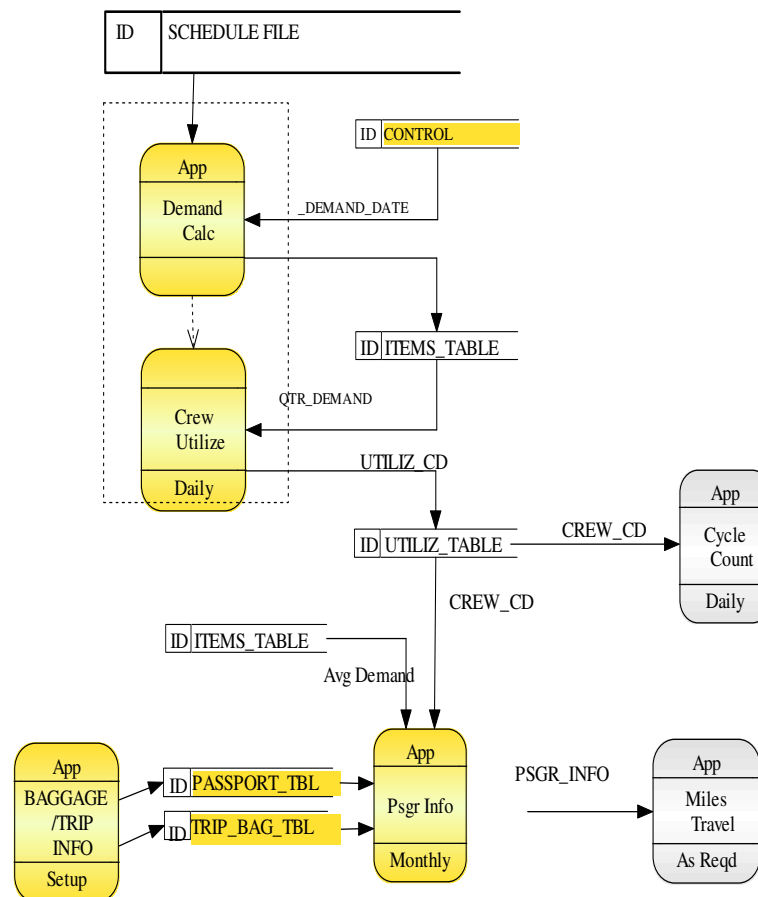 ID SCHEDULE FILE
ID CONTROL
App
Demand
Calc
_DEMAND_DATE
ID ITEMS_TABLE
QTR_DEMAND
Crew
Utilize
Daily
UTILIZ_CD
ID UTILIZ_TABLE
CREW_CD
App
Cycle
Count
Daily
CREW_CD
ID ITEMS_TABLE
Avg Demand
App
BAGGAGE
/TRIP
INFO
Setup
ID PASSPORT_TBL
ID TRIP_BAG_TBL
App
Psgr Info
Monthly
PSGR_INFO
App
Miles
Travel
As Reqd